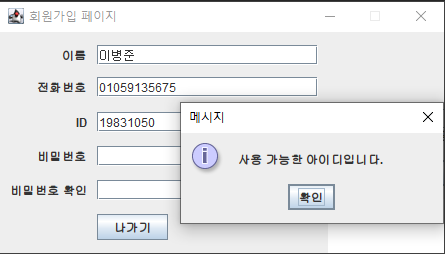 회원가입 페이지
이름 이병준
전화번호 01059135675
ID 19831050
비밀번호
비밀번호 확인
나가기
메시지
사용 가능한 아이디입니다.
확인